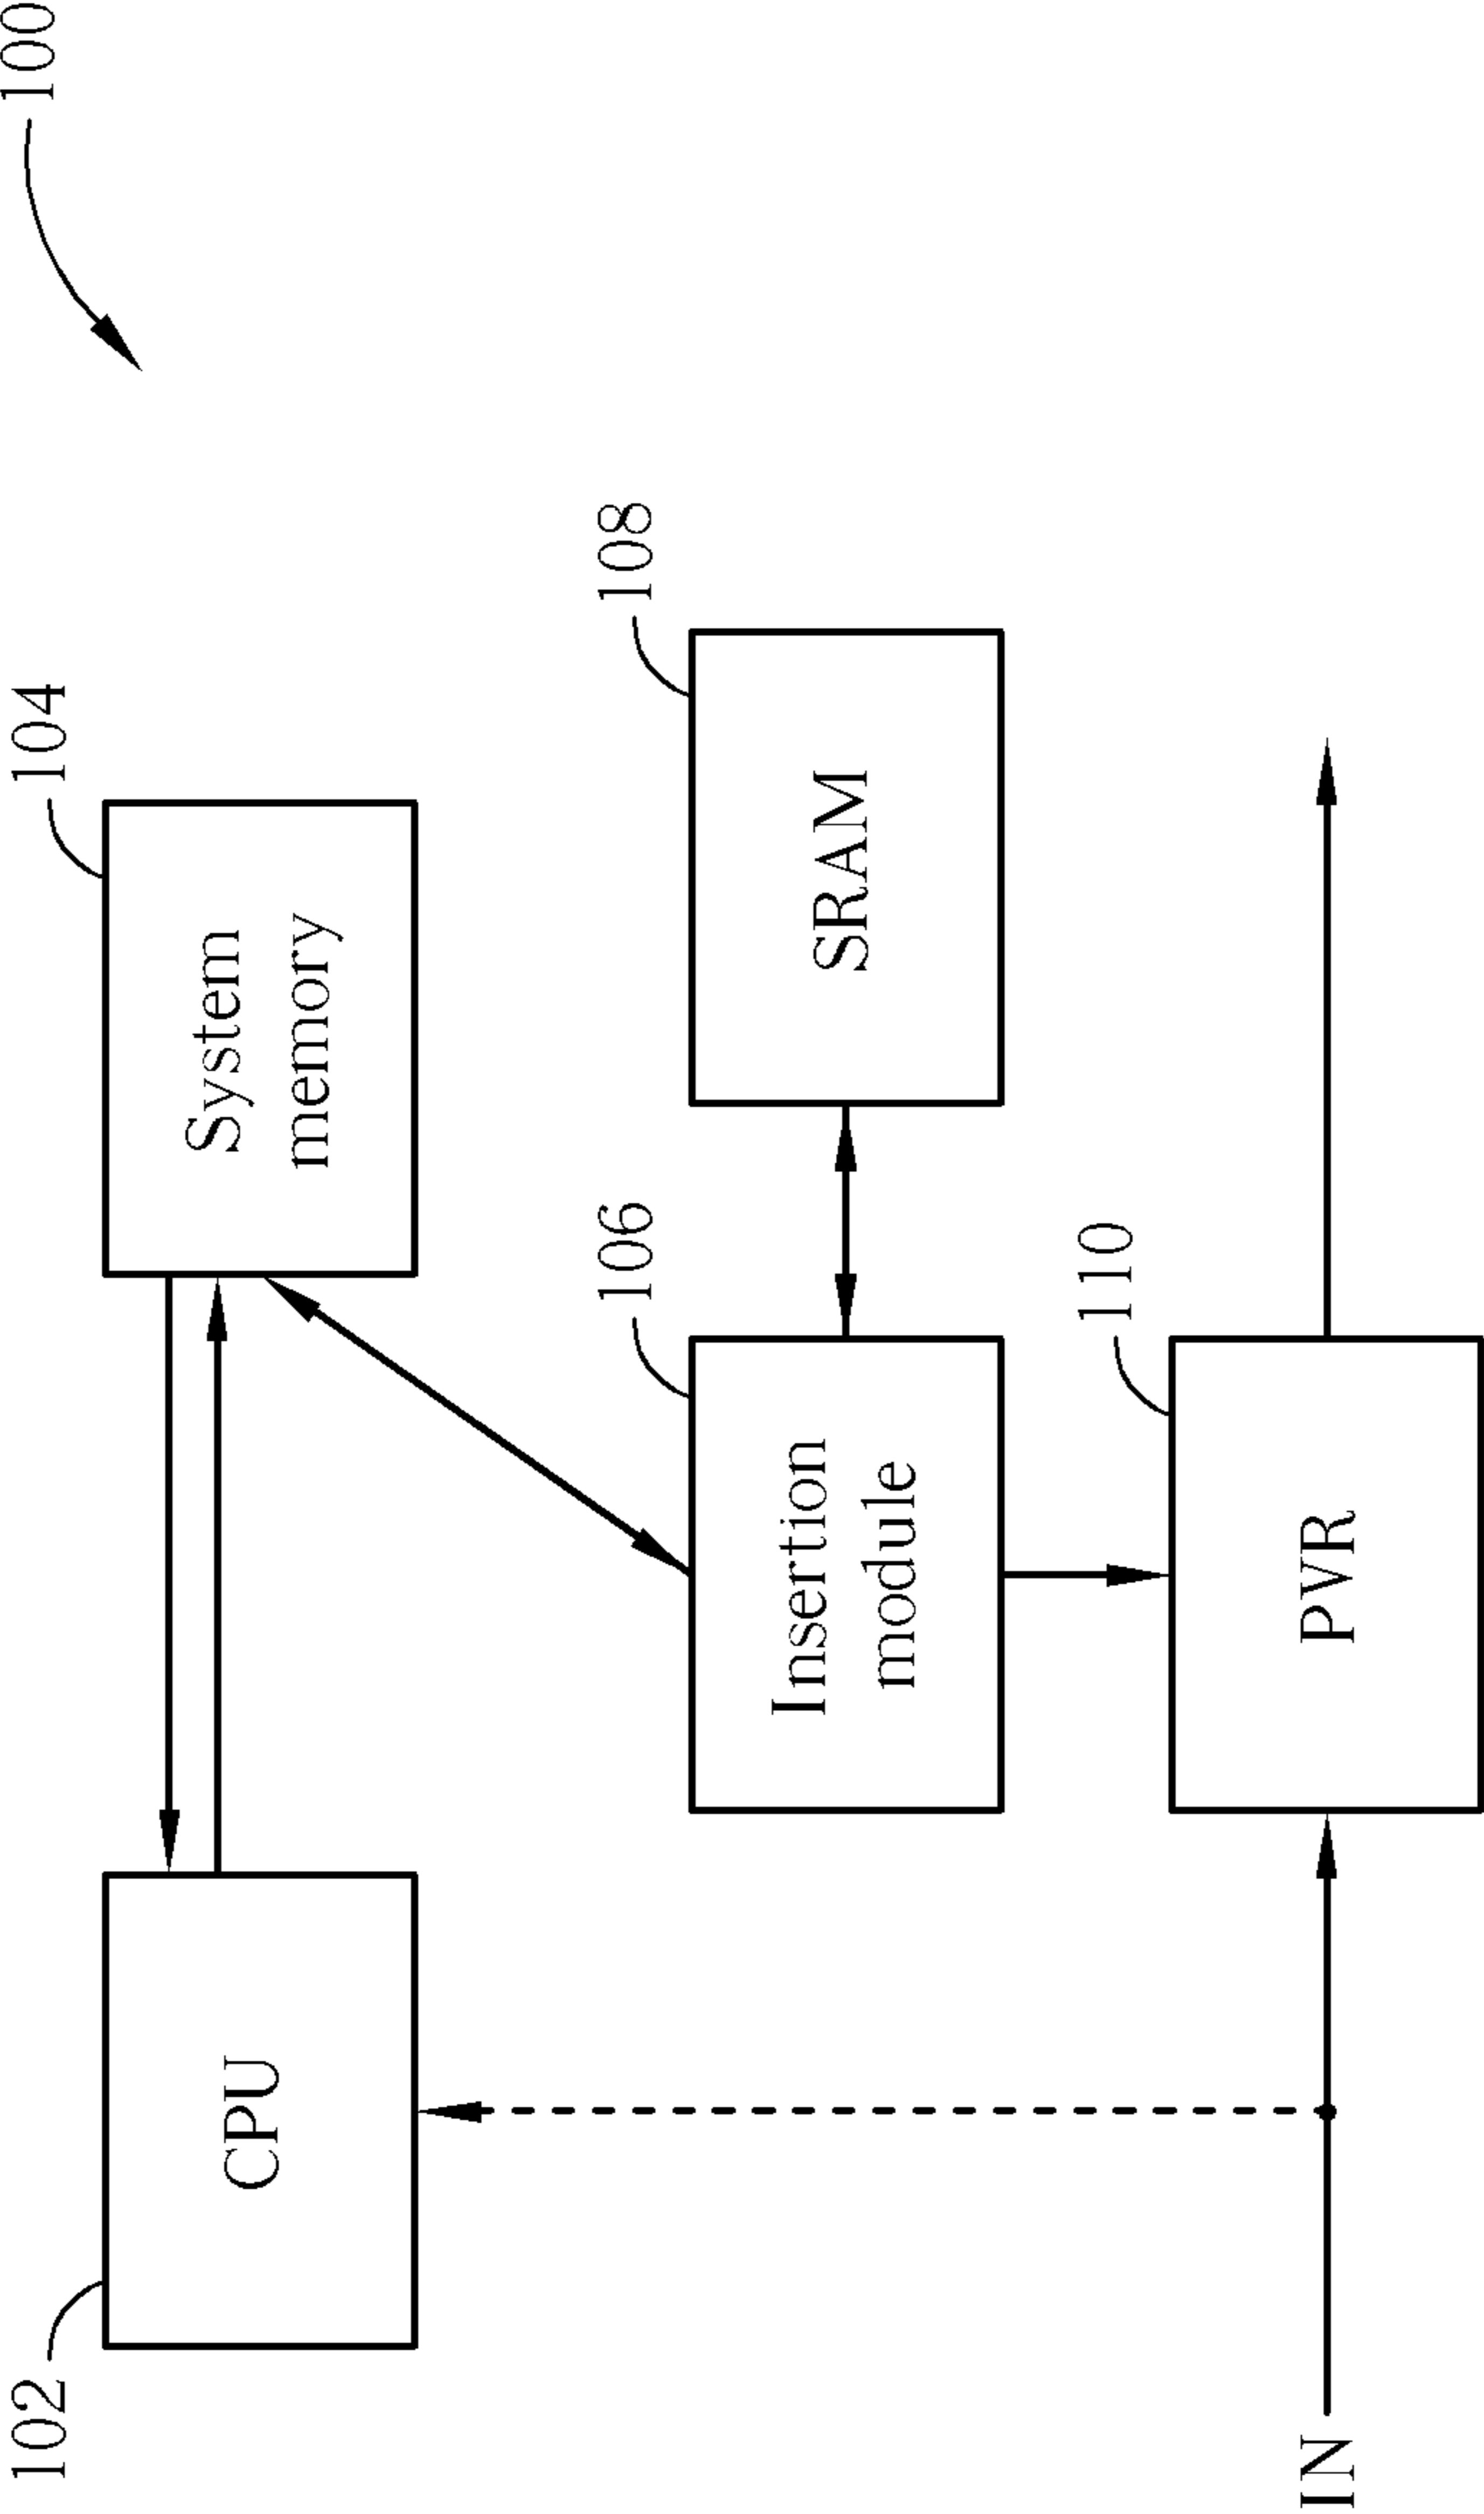 100
102
104
CPU
System
memory
106
108
Insertion
module
SRAM
110
IN
PVR